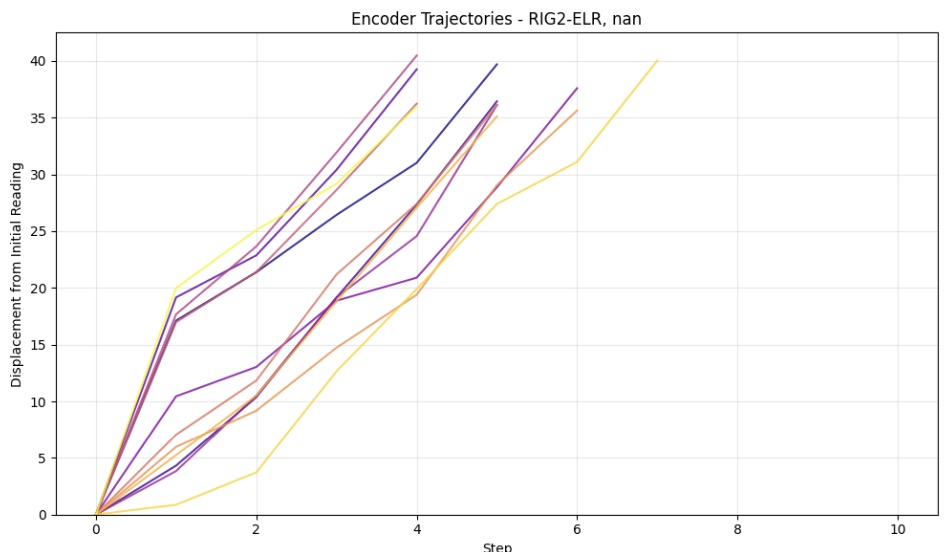 Encoder Trajectories - RIG2-ELR, nan
Displacement from Initial Reading
40
35
30
25
20
15
10
5
0
0 2 4 6 8 10
Step